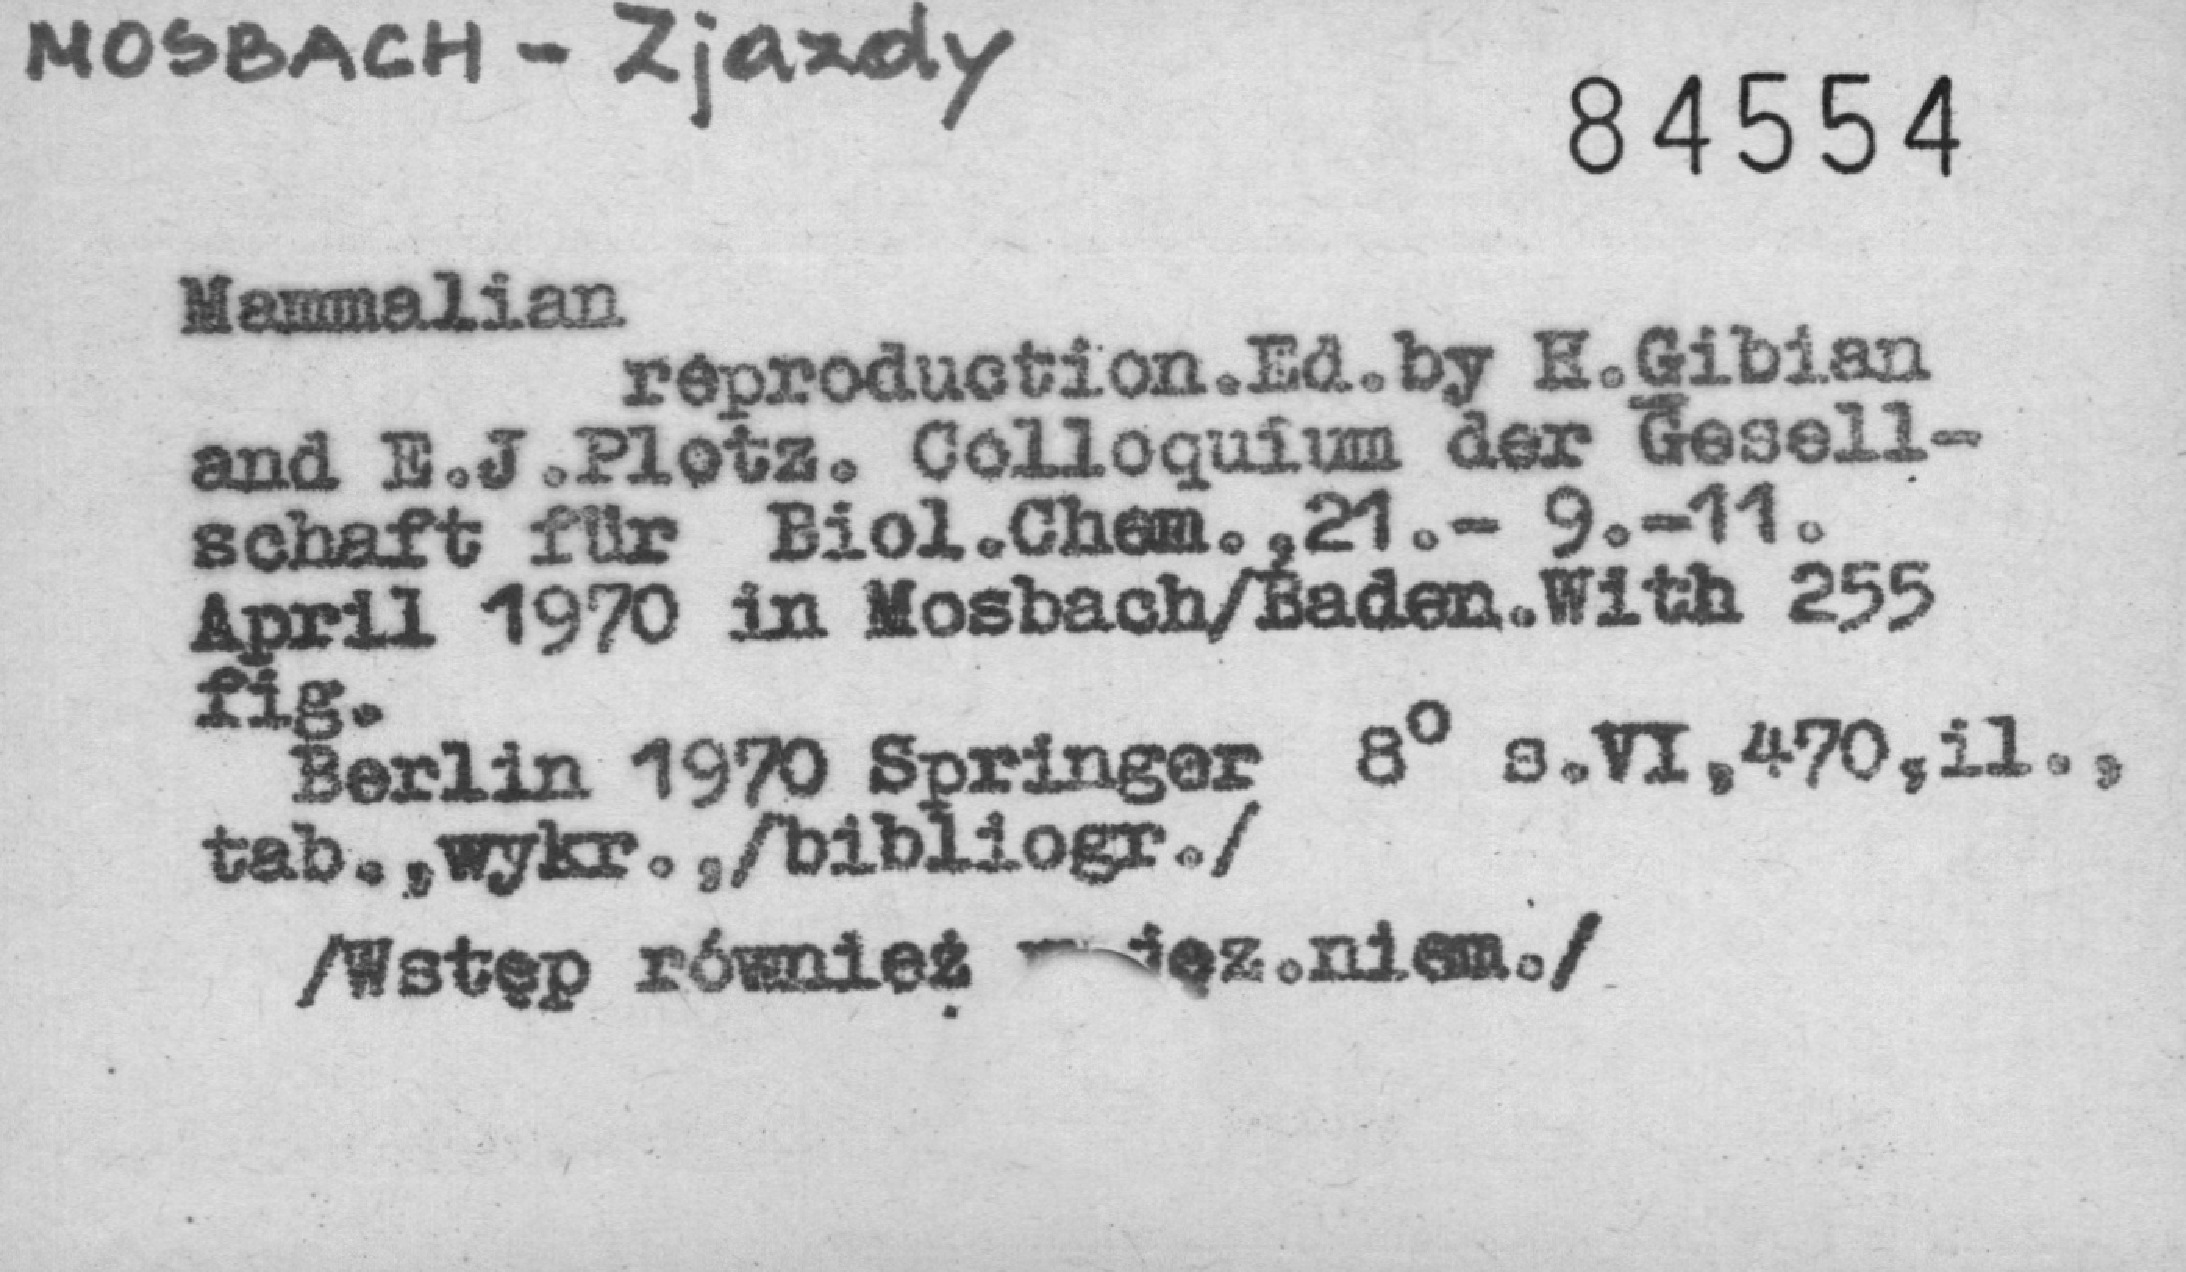 MOSBACH - Zjazdy
84554
Mammalian
reproduction.Ed.by H.Gibian
and E.J.Plotz. Colloquium der Gesell-
schaft für Biol.Chem.,21.- 9.-11.
April 1970 in Mosbach/Baden.With 255
fig.
Berlin 1970 Springer 8° s.VI,470,il.,
tab.,wykr.,/bibliogr./
/Wstęp również jęz.niem./